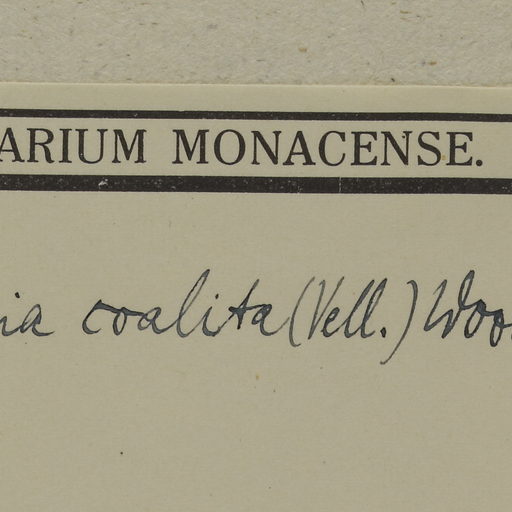 ARIUM MONACENSE.
ia coalita (Vell.) Woo